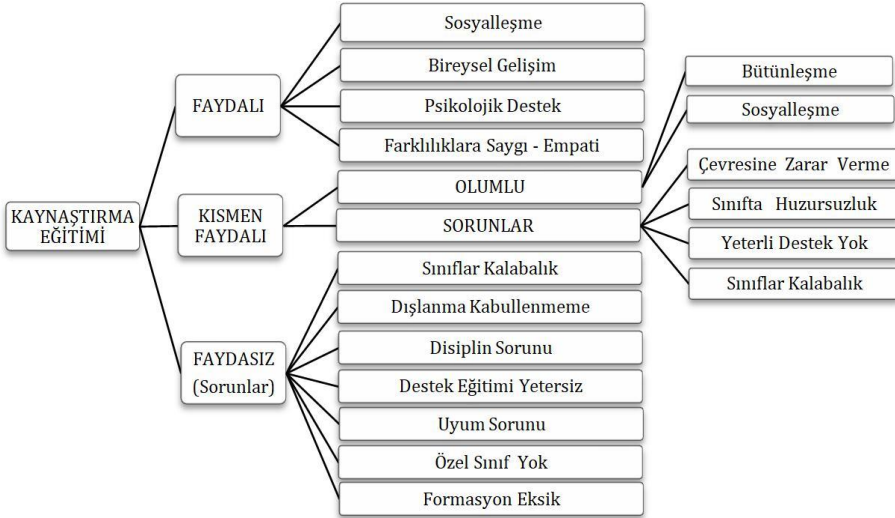 KAYNAŞTIRMA
EĞİTİMİ
FAYDALI
Sosyalleşme
Bireysel Gelişim
Psikolojik Destek
Farklılıklara Saygı - Empati
KISMEN
FAYDALI
OLUMLU
Bütünleşme
Sosyalleşme
SORUNLAR
Çevresine Zarar Verme
Sınıfta Huzursuzluk
Yeterli Destek Yok
Sınıflar Kalabalık
FAYDASIZ
(Sorunlar)
Sınıflar Kalabalık
Dışlanma Kabullenmeme
Disiplin Sorunu
Destek Eğitimi Yetersiz
Uyum Sorunu
Özel Sınıf Yok
Formasyon Eksik